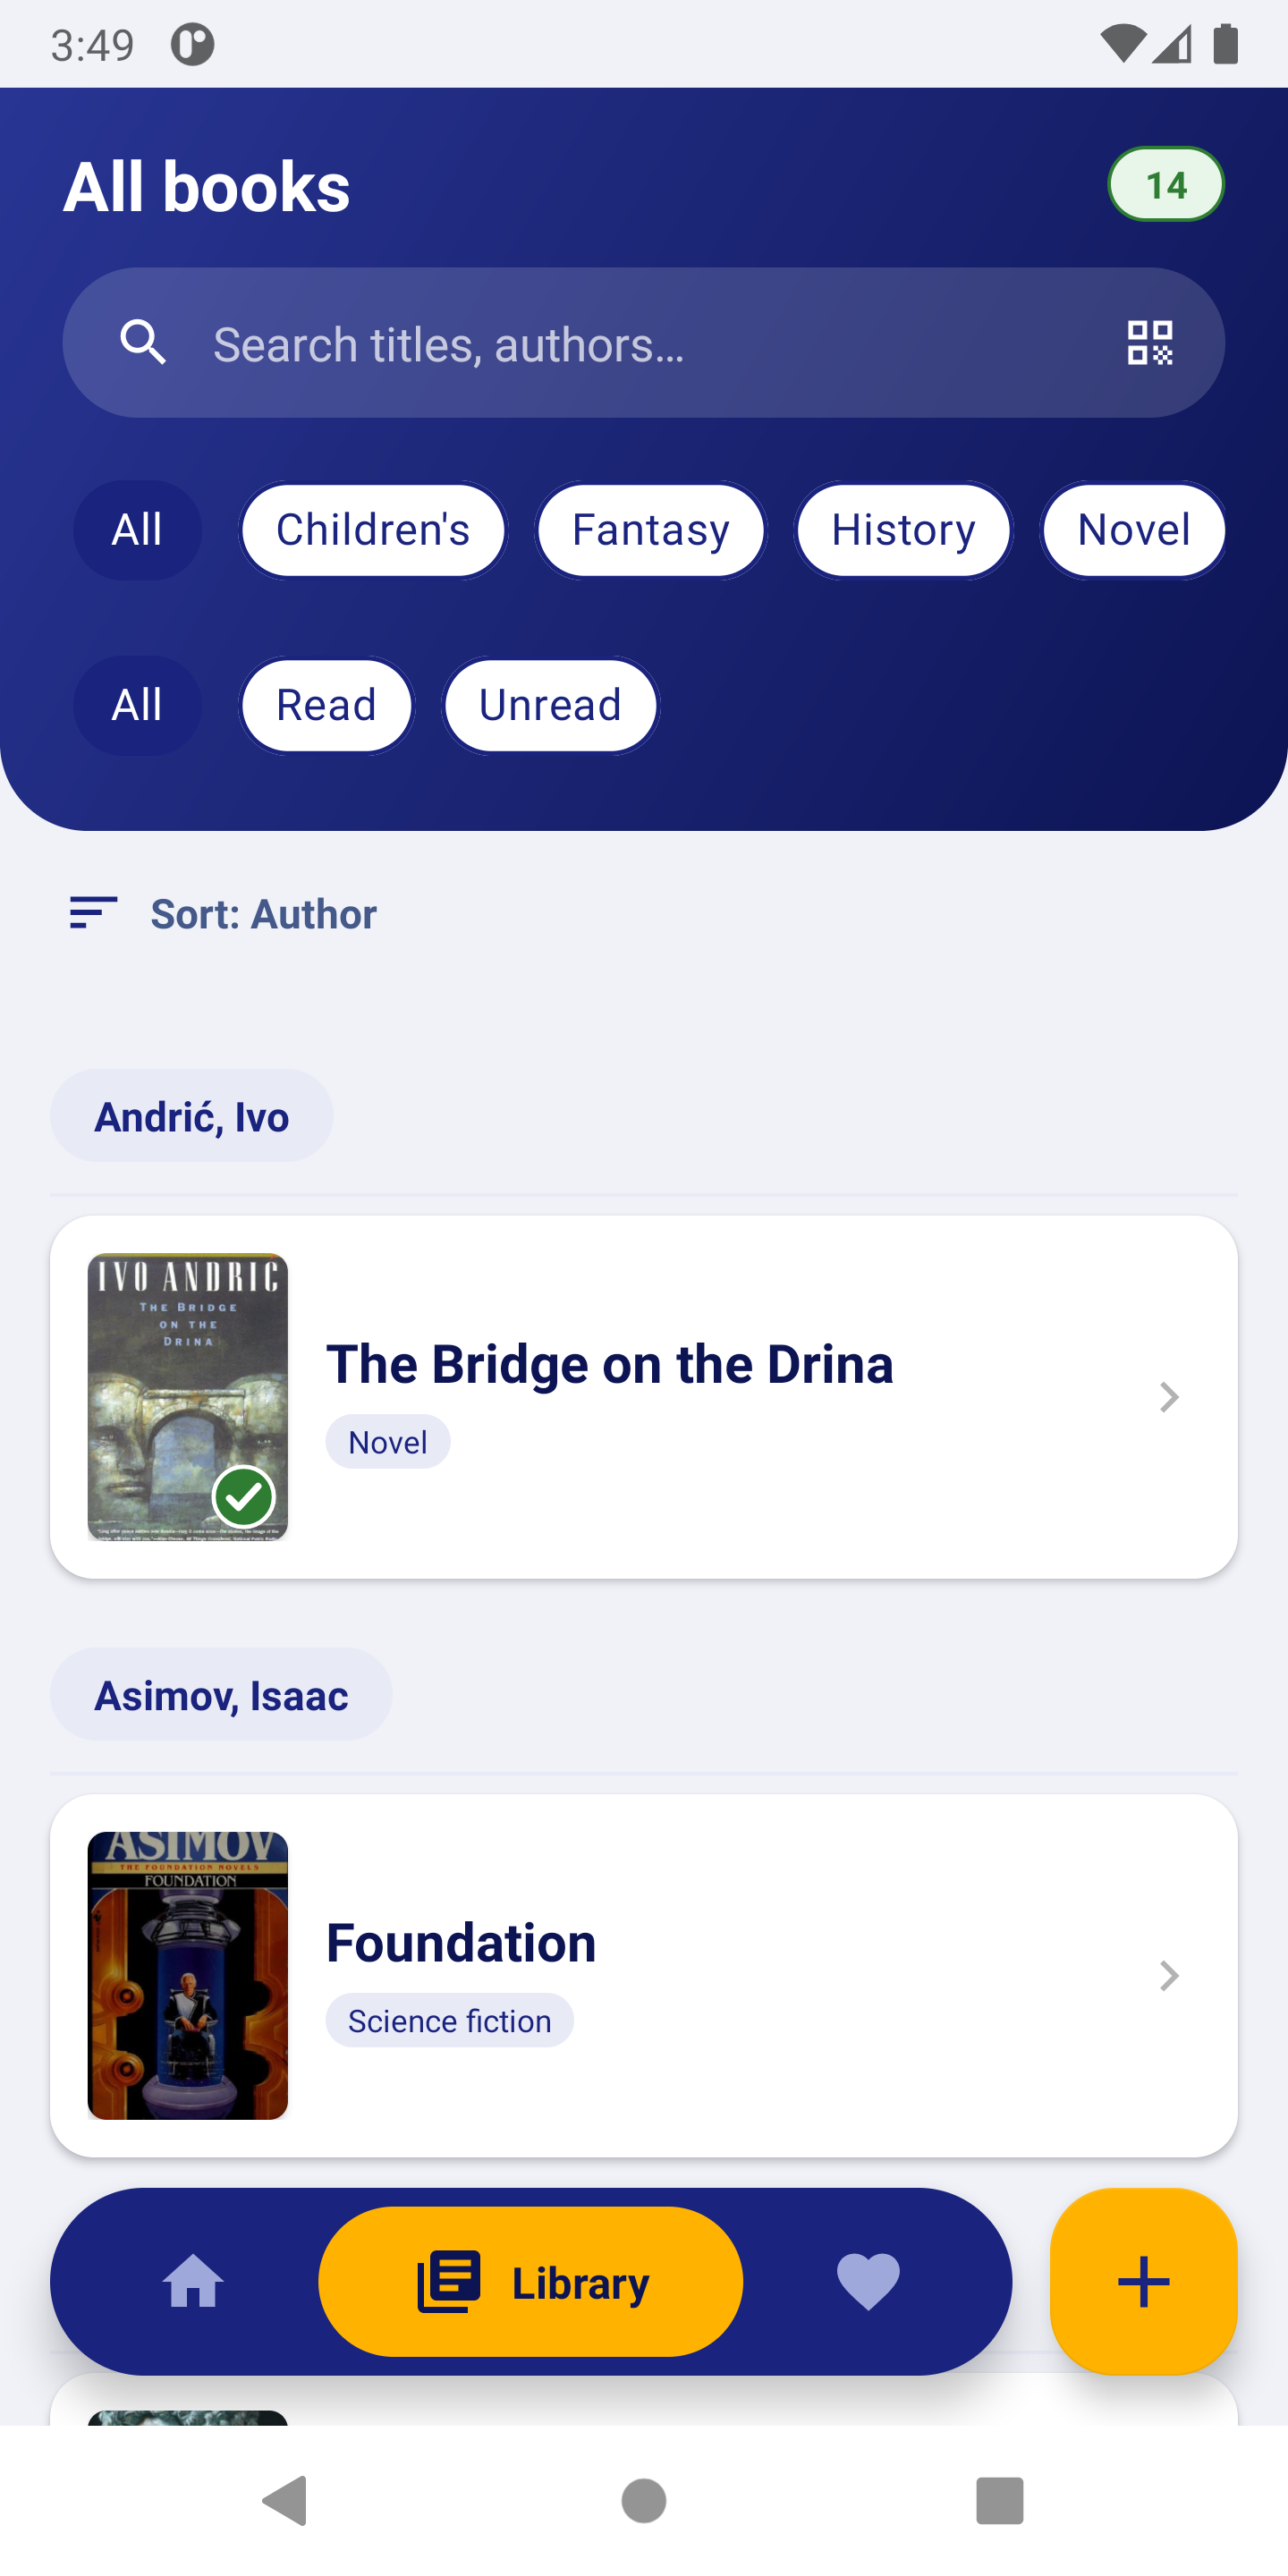 3:49
All books
14
Search titles, authors...
All
Children's
Fantasy
History
Novel
All
Read
Unread
Sort: Author
Andrić, Ivo
IVO ANDRIC
THE BRIDGE
ON THE
DRINA
The Bridge on the Drina
Novel
Asimov, Isaac
ASIMOV
THE FOUNDATION NOVELS
FOUNDATION
Foundation
Science fiction
Library